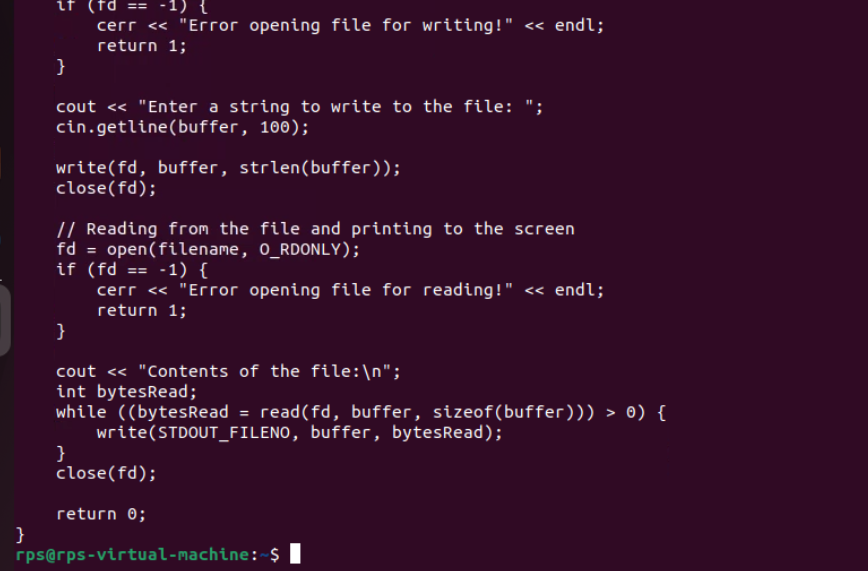 if (fd == -1) {
        cerr << "Error opening file for writing!" << endl;
        return 1;
    }

    cout << "Enter a string to write to the file: ";
    cin.getline(buffer, 100);

    write(fd, buffer, strlen(buffer));
    close(fd);

    // Reading from the file and printing to the screen
    fd = open(filename, O_RDONLY);
    if (fd == -1) {
        cerr << "Error opening file for reading!" << endl;
        return 1;
    }

    cout << "Contents of the file:\n";
    int bytesRead;
    while ((bytesRead = read(fd, buffer, sizeof(buffer))) > 0) {
        write(STDOUT_FILENO, buffer, bytesRead);
    }
    close(fd);

    return 0;
}
rps@rps-virtual-machine:~$